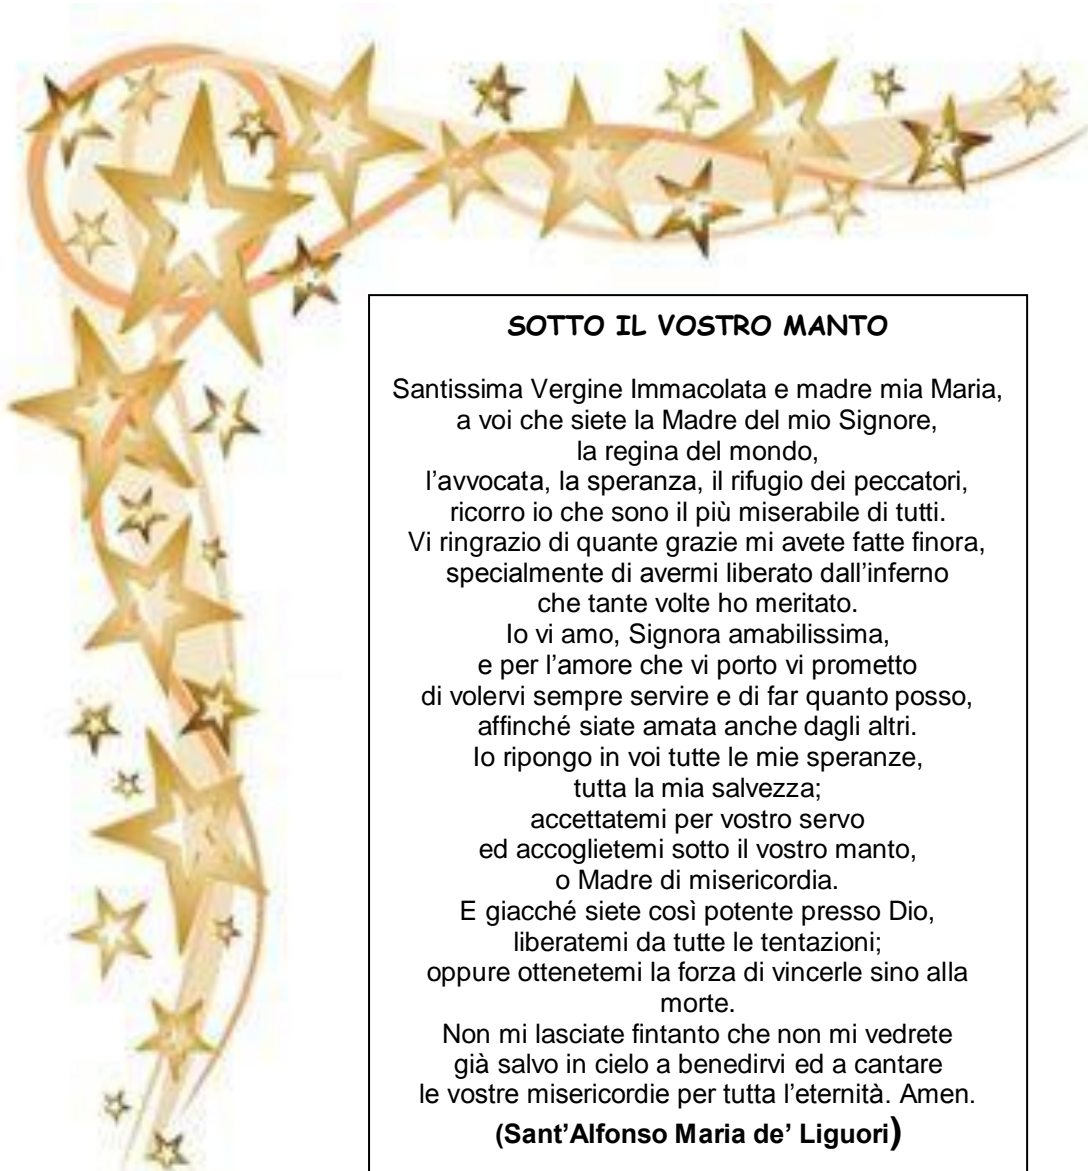 SOTTO IL VOSTRO MANTO
Santissima Vergine Immacolata e madre mia Maria,
a voi che siete la Madre del mio Signore,
la regina del mondo,
l’avvocata, la speranza, il rifugio dei peccatori,
ricorro io che sono il più miserabile di tutti.
Vi ringrazio di quante grazie mi avete fatte finora,
specialmente di avermi liberato dall’inferno
che tante volte ho meritato.
Io vi amo, Signora amabilissima,
e per l’amore che vi porto vi prometto
di volervi sempre servire e di far quanto posso,
affinché siate amata anche dagli altri.
Io ripongo in voi tutte le mie speranze,
tutta la mia salvezza;
accettatemi per vostro servo
ed accoglietemi sotto il vostro manto,
o Madre di misericordia.
E giacché siete così potente presso Dio,
liberatemi da tutte le tentazioni;
oppure ottenetemi la forza di vincerle sino alla
morte.
Non mi lasciate fintanto che non mi vedrete
già salvo in cielo a benedirvi ed a cantare
le vostre misericordie per tutta l’eternità. Amen.
(Sant’Alfonso Maria de’ Liguori)